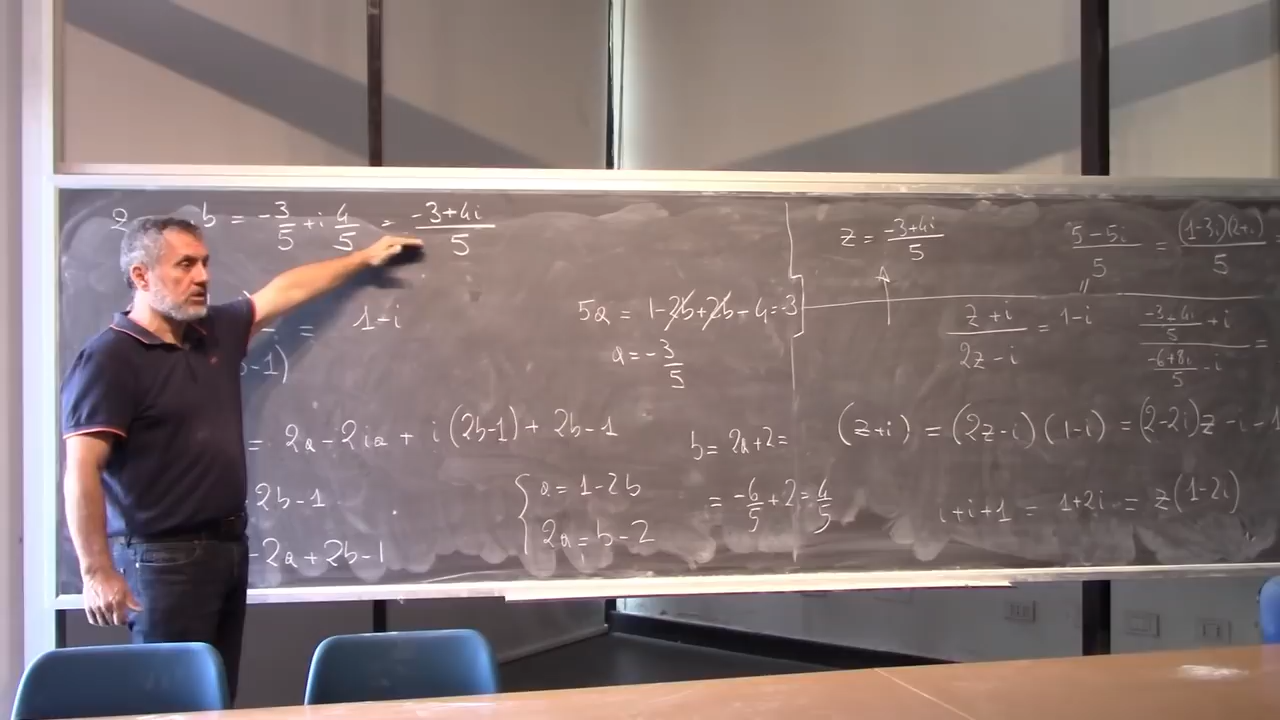 z . b = -3/5 + i 4/5 = (-3+4i)/5
= 1-i
b-1)
= 2a - 2ia + i(2b-1) + 2b-1
2b-1
-2a+2b-1
5a = 1-2b+2b-4=-3
a = -3/5
b = 2a+2 =
= -6/5 + 2 = 4/5
{ a = 1-2b
2a = b-2
z = (-3+4i)/5
(5-5i)/5 = (1-3i)(2+i)/5 =
(z+i)/(2z-i) = 1-i
((-3+4i)/5 + i)/((-6+8i)/5 - i) =
(z+i) = (2z-i)(1-i) = (2-2i)z - i - 1
i+i+1 = 1+2i = z(1-2i)